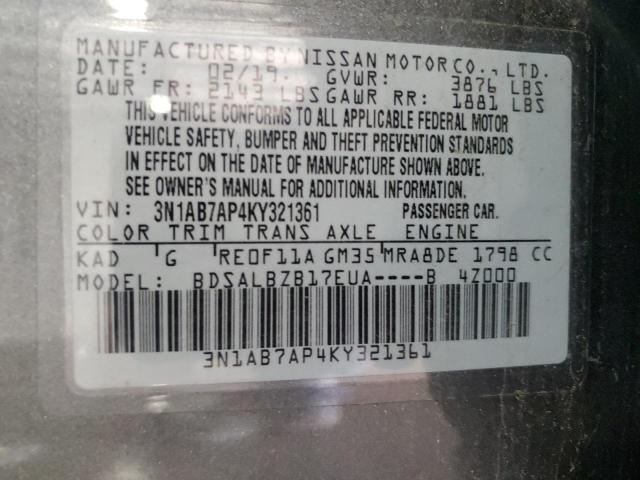 MANUFACTURED BY NISSAN MOTOR CO., LTD.
DATE: 02/19 GVWR: 3876 LBS
GAWR FR: 2143 LBS GAWR RR: 1881 LBS
THIS VEHICLE CONFORMS TO ALL APPLICABLE FEDERAL MOTOR
VEHICLE SAFETY, BUMPER AND THEFT PREVENTION STANDARDS
IN EFFECT ON THE DATE OF MANUFACTURE SHOWN ABOVE.
SEE OWNER'S MANUAL FOR ADDITIONAL INFORMATION.
VIN: 3N1AB7AP4KY321361 PASSENGER CAR.
COLOR TRIM TRANS AXLE ENGINE
KAD G RE0F11A GM35 MRA8DE 1798 CC
MODEL: BDSALBZB17EUA----B 4Z000
3N1AB7AP4KY321361